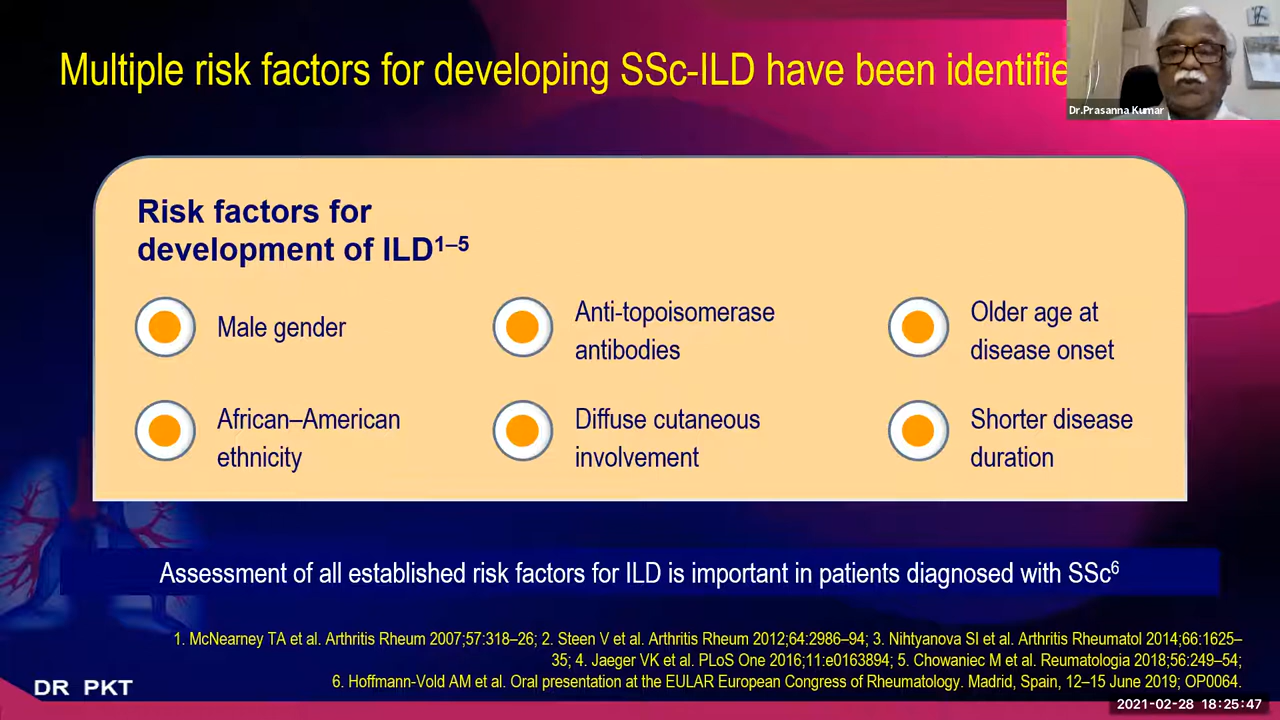 Multiple risk factors for developing SSc-ILD have been identifie
Dr.Prasanna Kumar
Risk factors for
development of ILD¹⁻⁵
Male gender
Anti-topoisomerase
antibodies
Older age at
disease onset
African–American
ethnicity
Diffuse cutaneous
involvement
Shorter disease
duration
Assessment of all established risk factors for ILD is important in patients diagnosed with SSc⁶
1. McNearney TA et al. Arthritis Rheum 2007;57:318–26; 2. Steen V et al. Arthritis Rheum 2012;64:2986–94; 3. Nihtyanova SI et al. Arthritis Rheumatol 2014;66:1625–
35; 4. Jaeger VK et al. PLoS One 2016;11:e0163894; 5. Chowaniec M et al. Reumatologia 2018;56:249–54;
6. Hoffmann-Vold AM et al. Oral presentation at the EULAR European Congress of Rheumatology. Madrid, Spain, 12–15 June 2019; OP0064.
DR PKT
2021-02-28 18:25:47